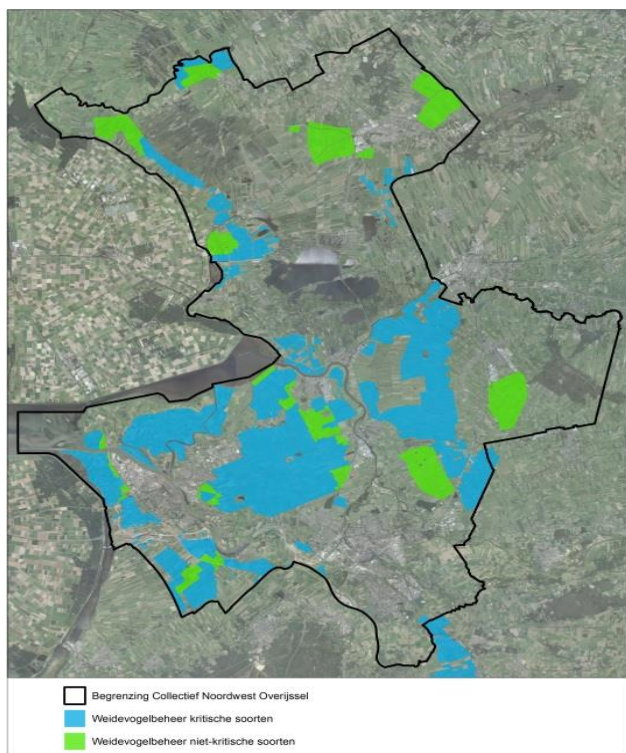 Begrenzing Collectief Noordwest Overijssel
Weidevogelbeheer kritische soorten
Weidevogelbeheer niet-kritische soorten